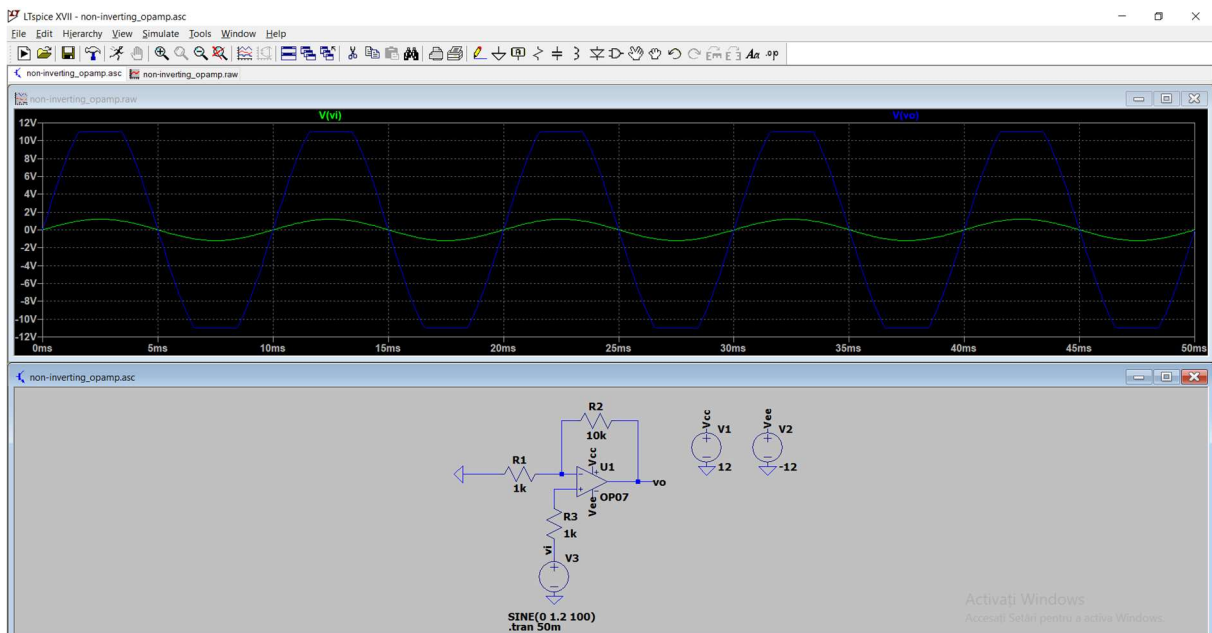 LTspice XVII - non-inverting_opamp.asc
File Edit Hierarchy View Simulate Tools Window Help
non-inverting_opamp.asc non-inverting_opamp.raw
non-inverting_opamp.raw
V(vi) V(vo)
12V
10V
8V
6V
4V
2V
0V
-2V
-4V
-6V
-8V
-10V
-12V
0ms 5ms 10ms 15ms 20ms 25ms 30ms 35ms 40ms 45ms 50ms
non-inverting_opamp.asc
R2
10k
R1
1k
Vcc
U1
OP07
Vee
vo
R3
1k
vi
V3
SINE(0 1.2 100)
.tran 50m
Vcc
V1
12
Vee
V2
-12
Activați Windows
Accesați Setări pentru a activa Windows.